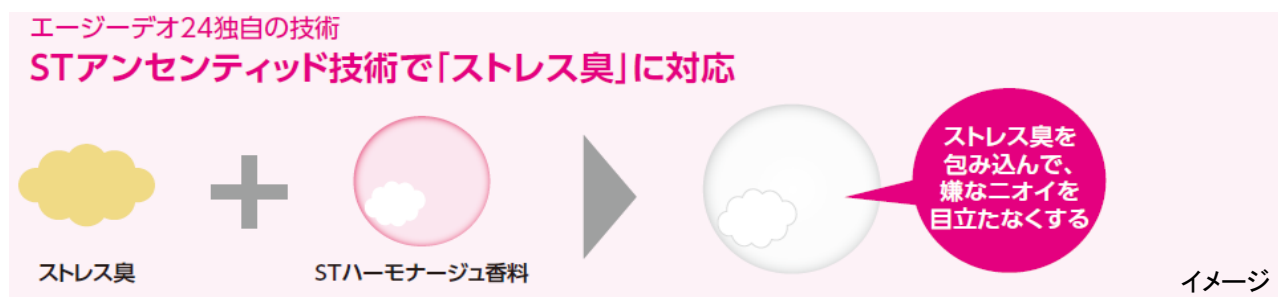 エージーデオ24独自の技術
STアンセンティッド技術で「ストレス臭」に対応
ストレス臭
STハーモナージュ香料
ストレス臭を
包み込んで、
嫌なニオイを
目立たなくする
イメージ